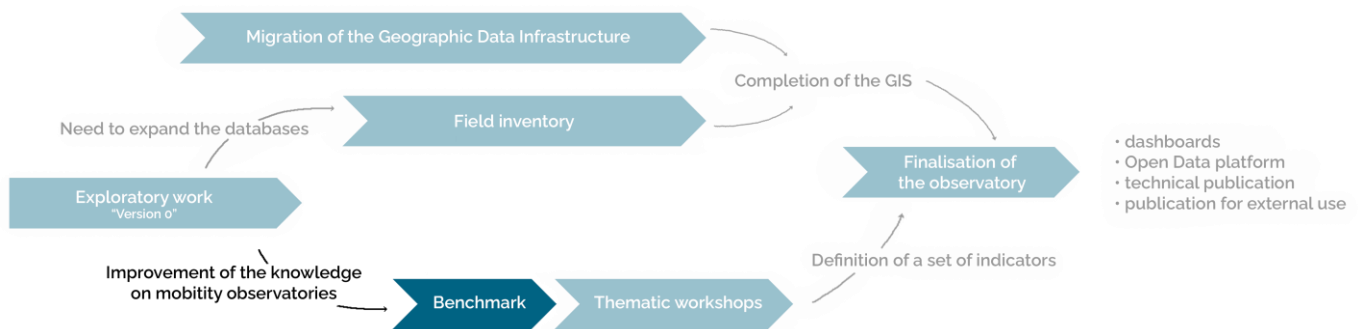 Migration of the Geographic Data Infrastructure
Completion of the GIS
Need to expand the databases
Field inventory
Exploratory work
"Version 0"
Finalisation of
the observatory
• dashboards
• Open Data platform
• technical publication
• publication for external use
Improvement of the knowledge
on mobitity observatories
Benchmark
Thematic workshops
Definition of a set of indicators